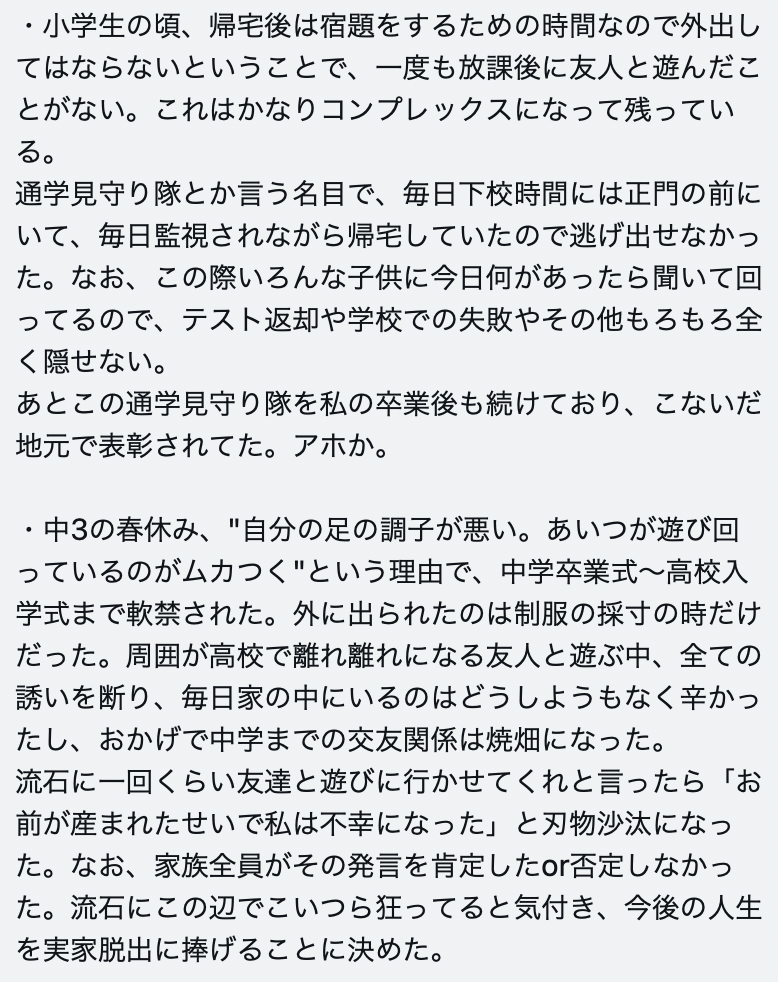 ・小学生の頃、帰宅後は宿題をするための時間なので外出し
てはならないということで、一度も放課後に友人と遊んだこ
とがない。これはかなりコンプレックスになって残ってい
る。
通学見守り隊とか言う名目で、毎日下校時間には正門の前に
いて、毎日監視されながら帰宅していたので逃げ出せなかっ
た。なお、この際いろんな子供に今日何があったら聞いて回
ってるので、テスト返却や学校での失敗やその他もろもろ全
く隠せない。
あとこの通学見守り隊を私の卒業後も続けており、こないだ
地元で表彰されてた。アホか。

・中3の春休み、"自分の足の調子が悪い。あいつが遊び回
っているのがムカつく"という理由で、中学卒業式〜高校入
学式まで軟禁された。外に出られたのは制服の採寸の時だけ
だった。周囲が高校で離れ離れになる友人と遊ぶ中、全ての
誘いを断り、毎日家の中にいるのはどうしようもなく辛かっ
たし、おかげで中学までの交友関係は焼畑になった。
流石に一回くらい友達と遊びに行かせてくれと言ったら「お
前が産まれたせいで私は不幸になった」と刃物沙汰になっ
た。なお、家族全員がその発言を肯定したor否定しなかっ
た。流石にこの辺でこいつら狂ってると気付き、今後の人生
を実家脱出に捧げることに決めた。